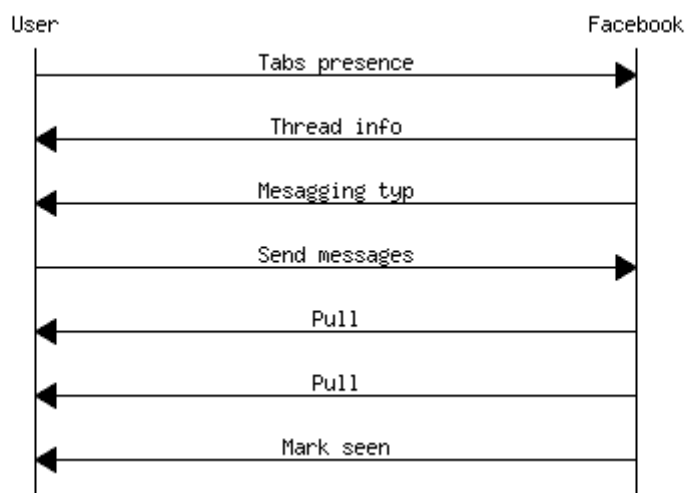 User Facebook
Tabs presence
Thread info
Mesagging typ
Send messages
Pull
Pull
Mark seen